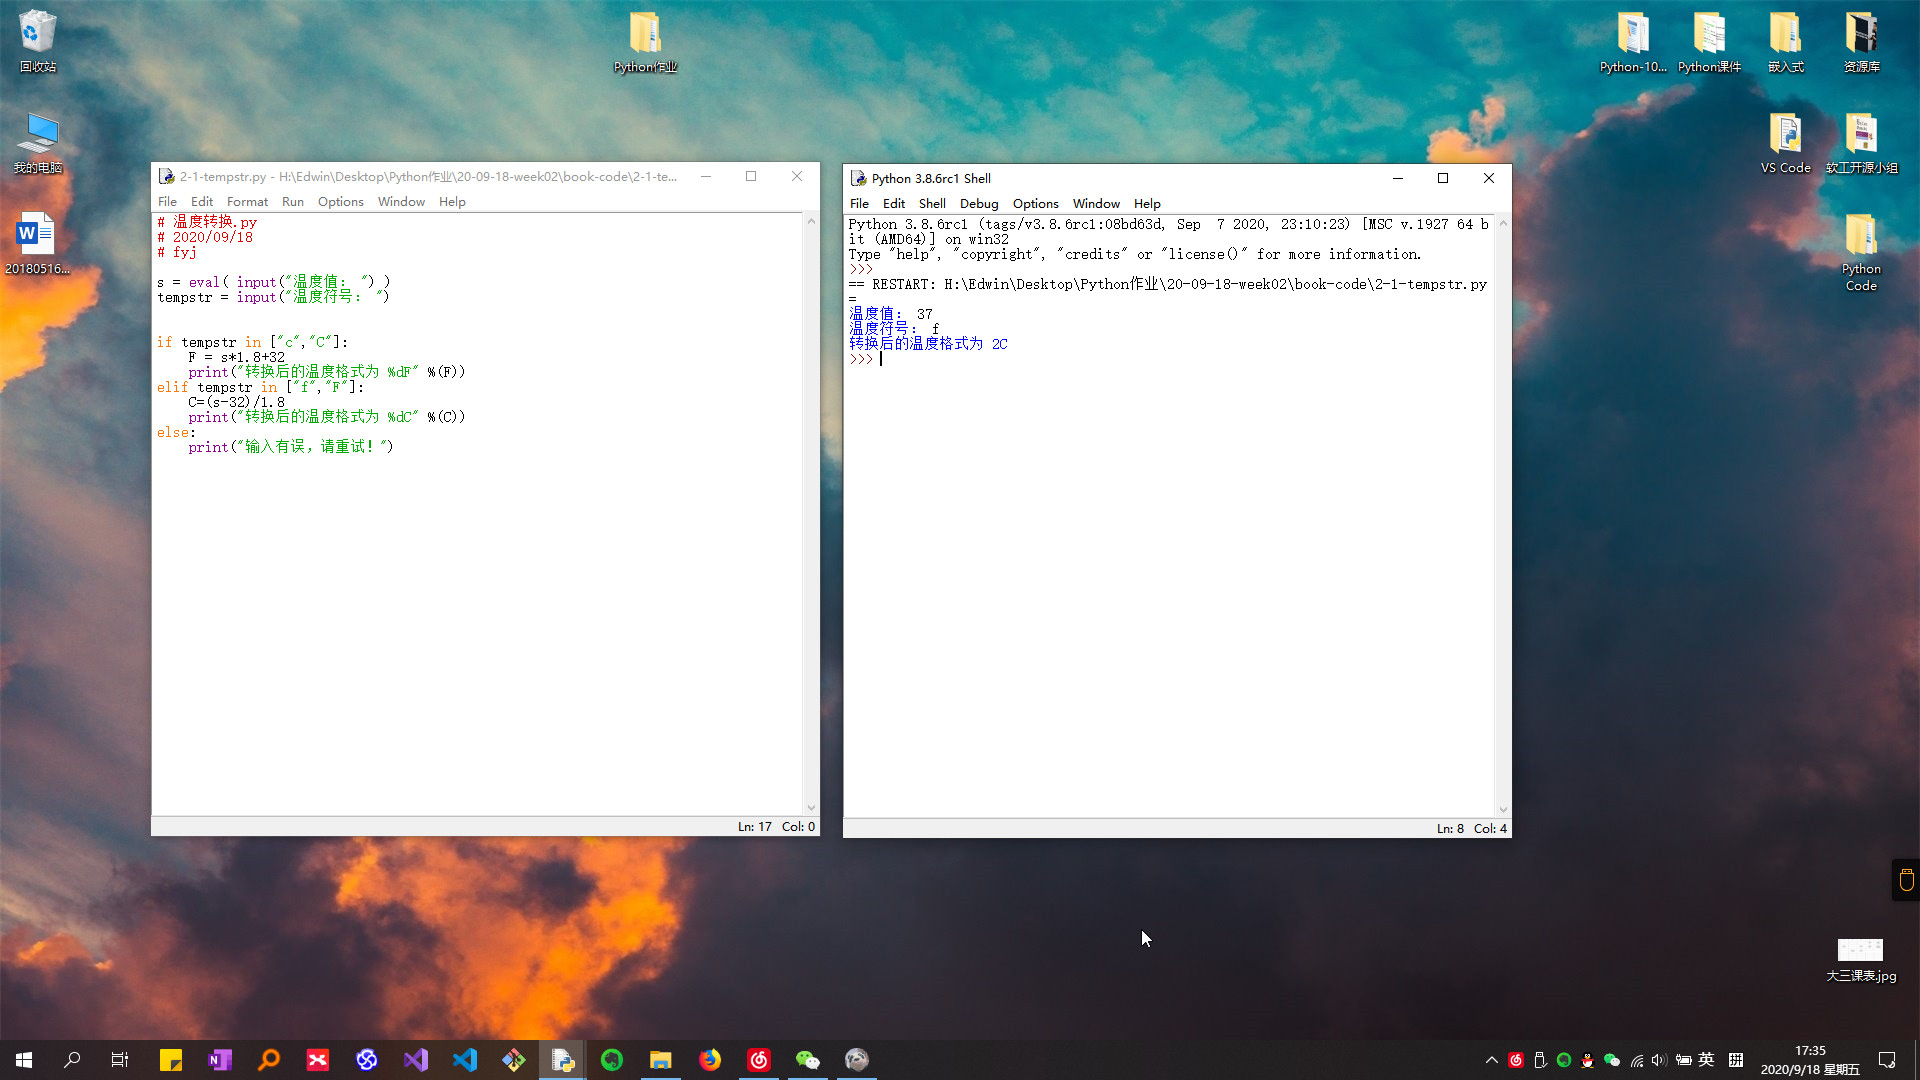 回收站
Python作业
Python-10...
Python课件
嵌入式
资源库
我的电脑
VS Code
软工开源小组
20180516...
Python
Code
2-1-tempstr.py - H:\Edwin\Desktop\Python作业\20-09-18-week02\book-code\2-1-te...
File Edit Format Run Options Window Help
# 温度转换.py
# 2020/09/18
# fyj
s = eval( input("温度值： ") )
tempstr = input("温度符号： ")
if tempstr in ["c","C"]:
    F = s*1.8+32
    print("转换后的温度格式为 %dF" %(F))
elif tempstr in ["f","F"]:
    C=(s-32)/1.8
    print("转换后的温度格式为 %dC" %(C))
else:
    print("输入有误，请重试！")
Ln: 17 Col: 0
Python 3.8.6rc1 Shell
File Edit Shell Debug Options Window Help
Python 3.8.6rc1 (tags/v3.8.6rc1:08bd63d, Sep  7 2020, 23:10:23) [MSC v.1927 64 b
it (AMD64)] on win32
Type "help", "copyright", "credits" or "license()" for more information.
>>>
== RESTART: H:\Edwin\Desktop\Python作业\20-09-18-week02\book-code\2-1-tempstr.py
=
温度值： 37
温度符号： f
转换后的温度格式为 2C
>>>
Ln: 8 Col: 4
大三课表.jpg
英
拼
17:35
2020/9/18 星期五